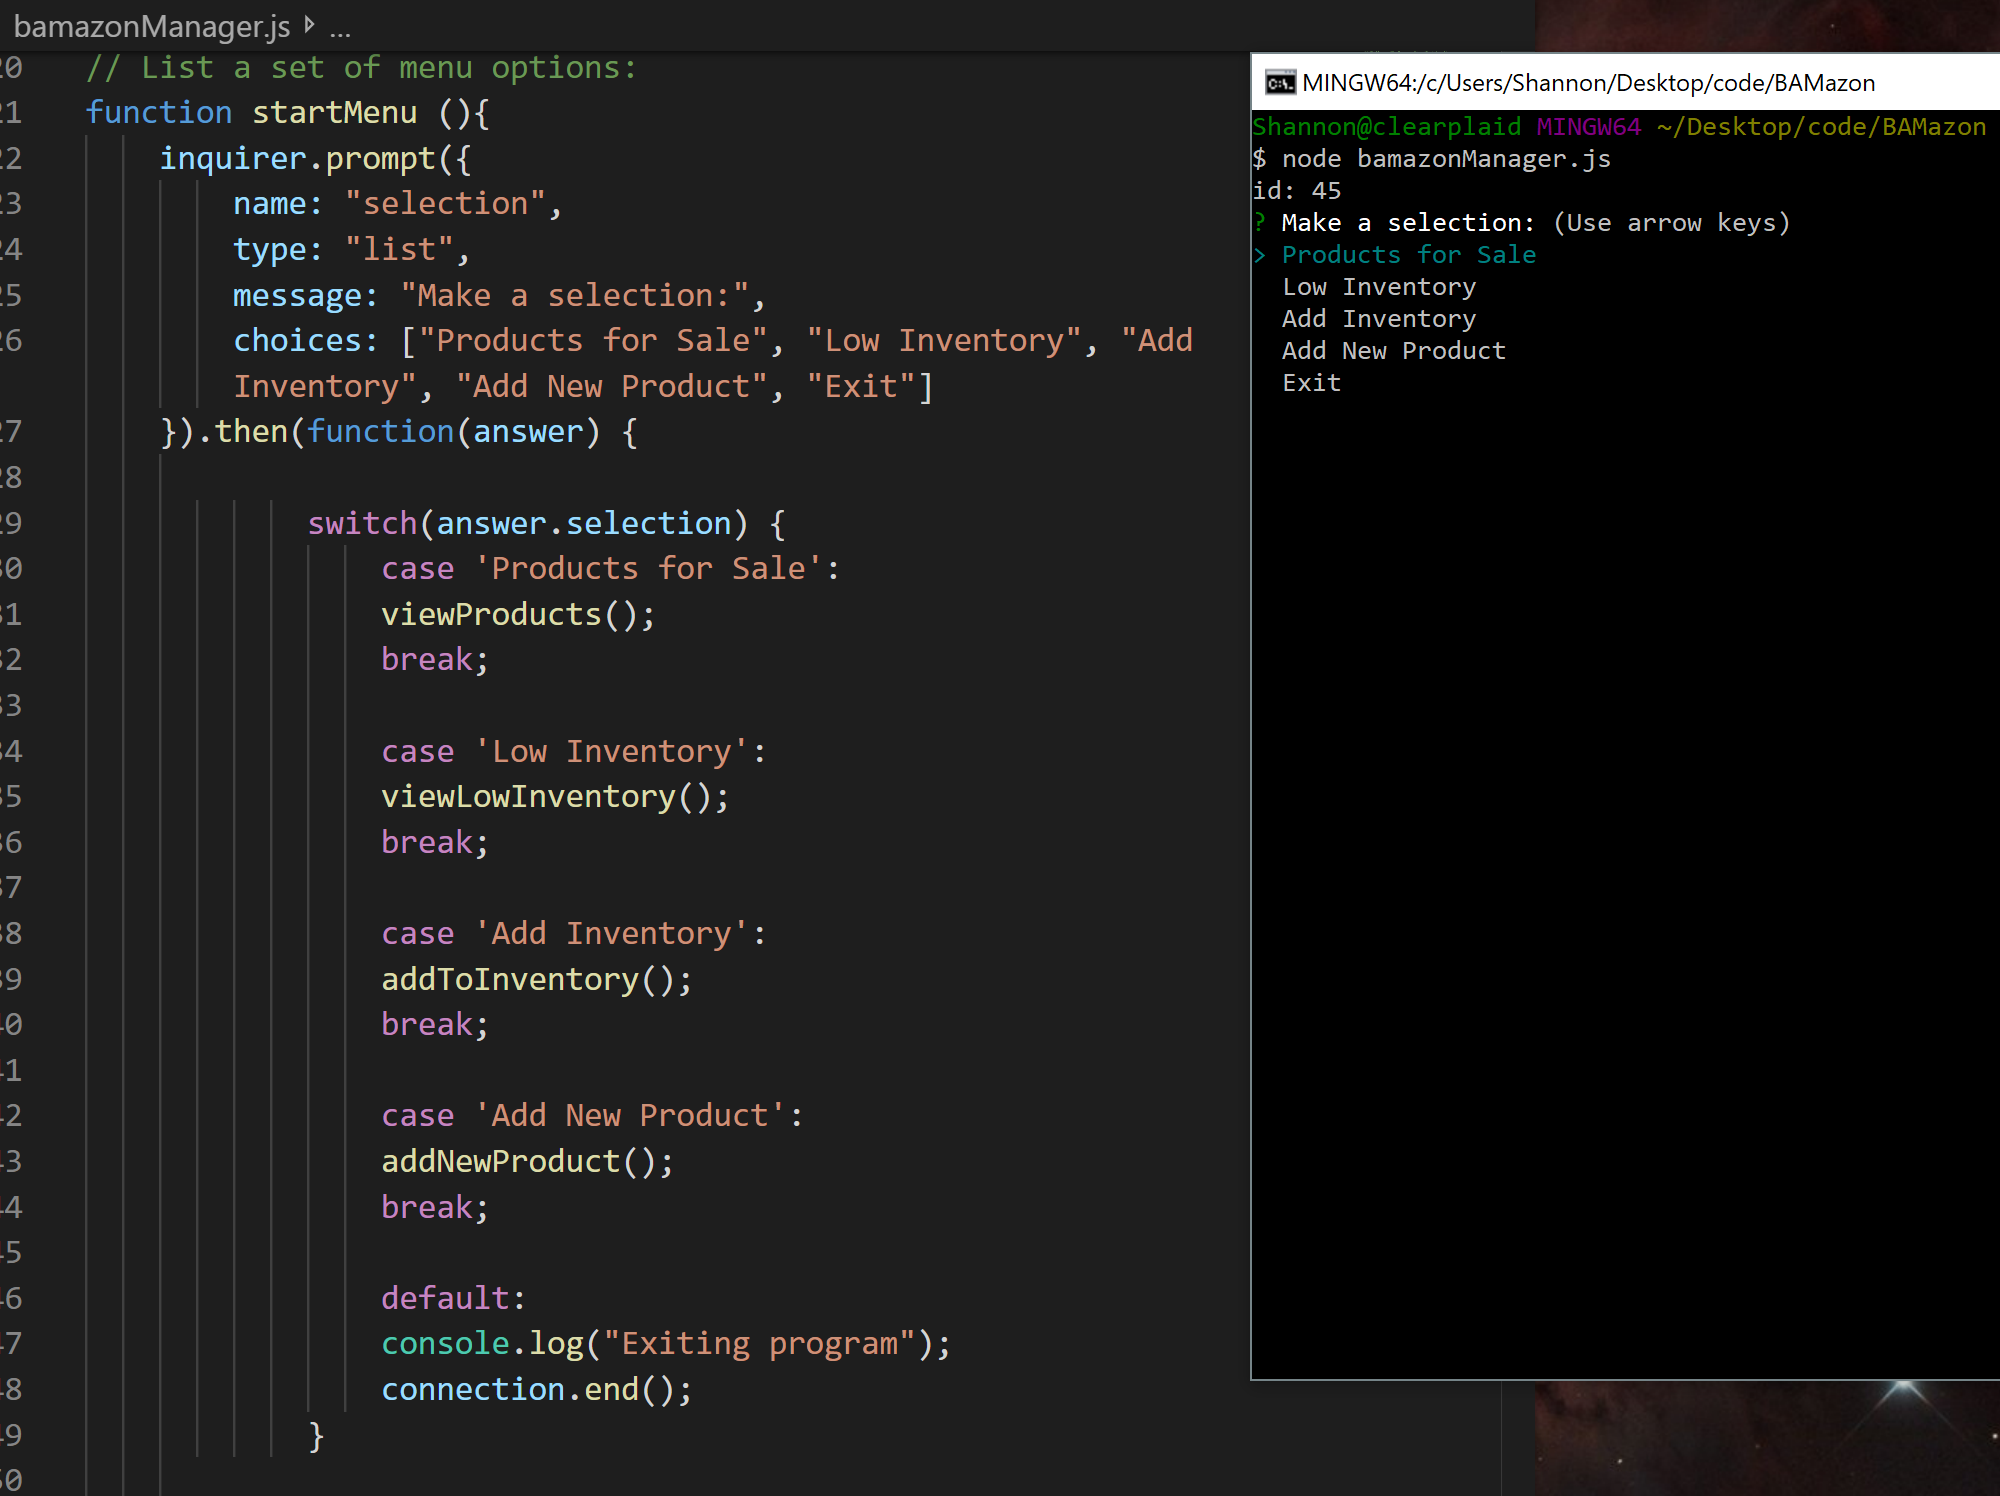 bamazonManager.js ▸ ...
20 // List a set of menu options:
21 function startMenu (){
22 inquirer.prompt({
23 name: "selection",
24 type: "list",
25 message: "Make a selection:",
26 choices: ["Products for Sale", "Low Inventory", "Add
Inventory", "Add New Product", "Exit"]
27 }).then(function(answer) {
28
29 switch(answer.selection) {
30 case 'Products for Sale':
31 viewProducts();
32 break;
33
34 case 'Low Inventory':
35 viewLowInventory();
36 break;
37
38 case 'Add Inventory':
39 addToInventory();
40 break;
41
42 case 'Add New Product':
43 addNewProduct();
44 break;
45
46 default:
47 console.log("Exiting program");
48 connection.end();
49 }
50
MINGW64:/c/Users/Shannon/Desktop/code/BAMazon
Shannon@clearplaid MINGW64 ~/Desktop/code/BAMazon
$ node bamazonManager.js
id: 45
? Make a selection: (Use arrow keys)
> Products for Sale
Low Inventory
Add Inventory
Add New Product
Exit